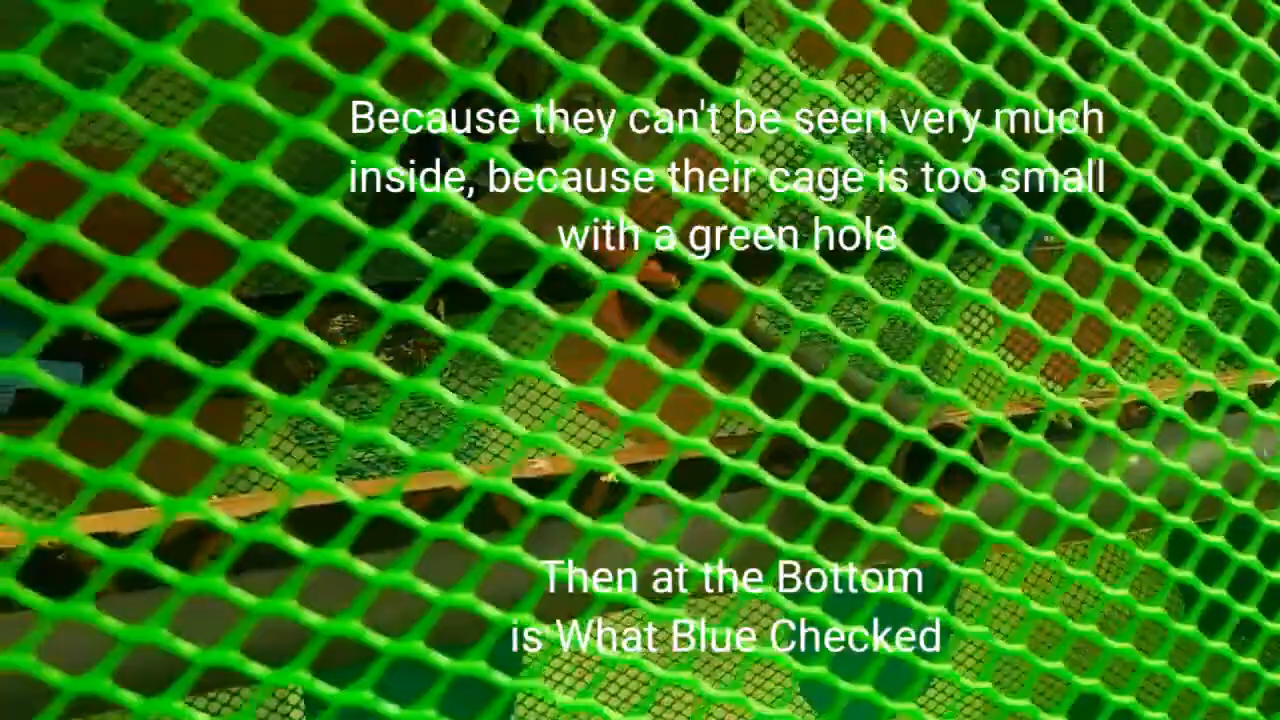 Because they can't be seen very much
inside, because their cage is too small
with a green hole
Then at the Bottom
is What Blue Checked